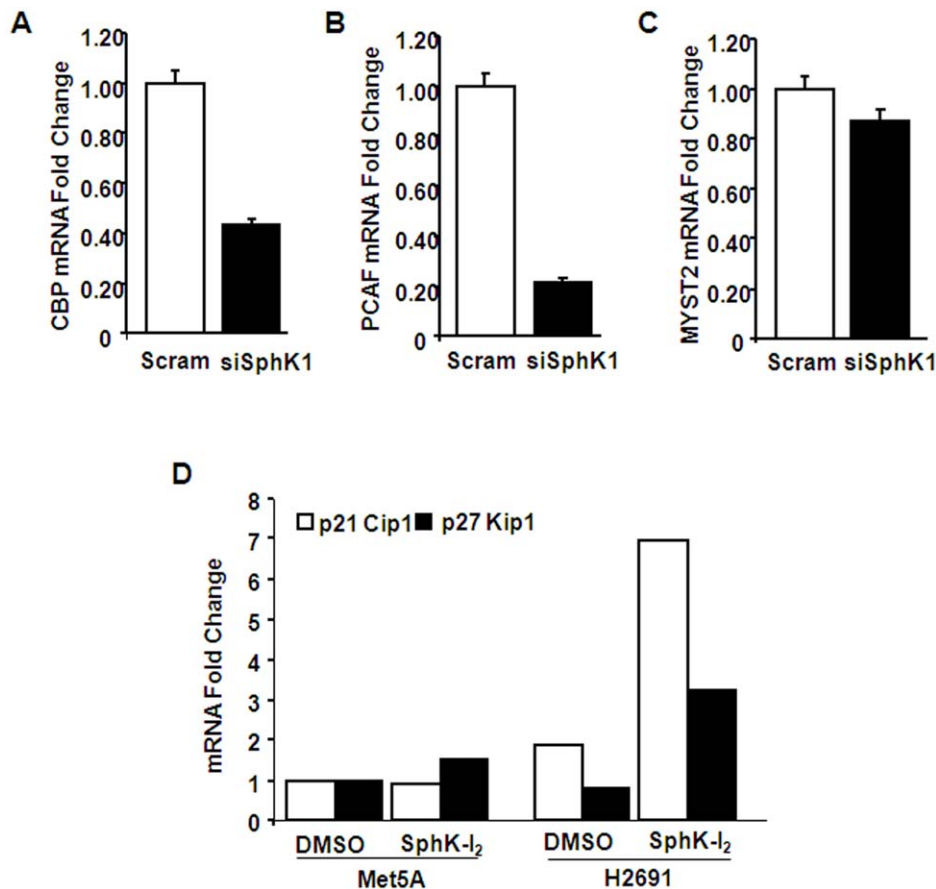 A
CBP mRNA Fold Change
1.20
1.00
0.80
0.60
0.40
0.20
0
Scram siSphK1
B
PCAF mRNA Fold Change
1.20
1.00
0.80
0.60
0.40
0.20
0
Scram siSphK1
C
MYST2 mRNA Fold Change
1.20
1.00
0.80
0.60
0.40
0.20
0
Scram siSphK1
D
mRNA Fold Change
8
7
6
5
4
3
2
1
0
p21 Cip1 p27 Kip1
DMSO SphK-I₂ DMSO SphK-I₂
Met5A H2691